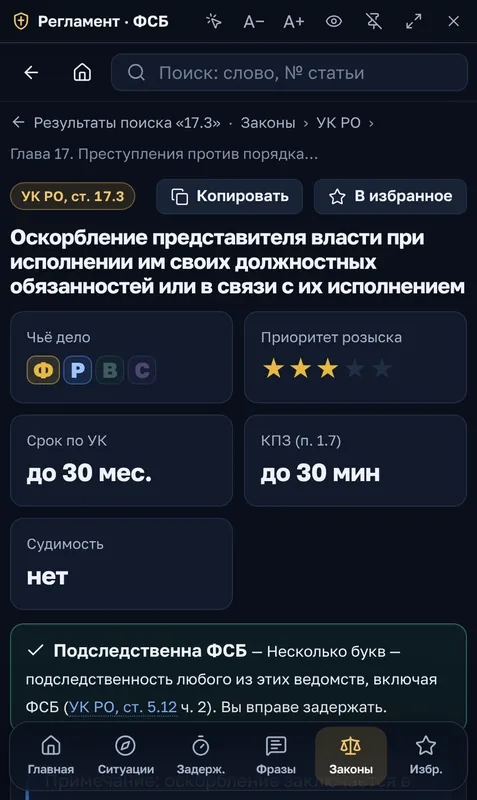 Регламент · ФСБ
A− A+
Поиск: слово, № статьи
Результаты поиска «17.3» · Законы › УК РО ›
Глава 17. Преступления против порядка...
УК РО, ст. 17.3 Копировать В избранное
Оскорбление представителя власти при
исполнении им своих должностных
обязанностей или в связи с их исполнением
Чьё дело
Ф Р В С
Приоритет розыска
Срок по УК
до 30 мес.
КПЗ (п. 1.7)
до 30 мин
Судимость
нет
Подследственна ФСБ — Несколько букв —
подследственность любого из этих ведомств, включая
ФСБ (УК РО, ст. 5.12 ч. 2). Вы вправе задержать.
Примечание: оскорбление заключается в
Главная Ситуации Задерж. Фразы Законы Избр.